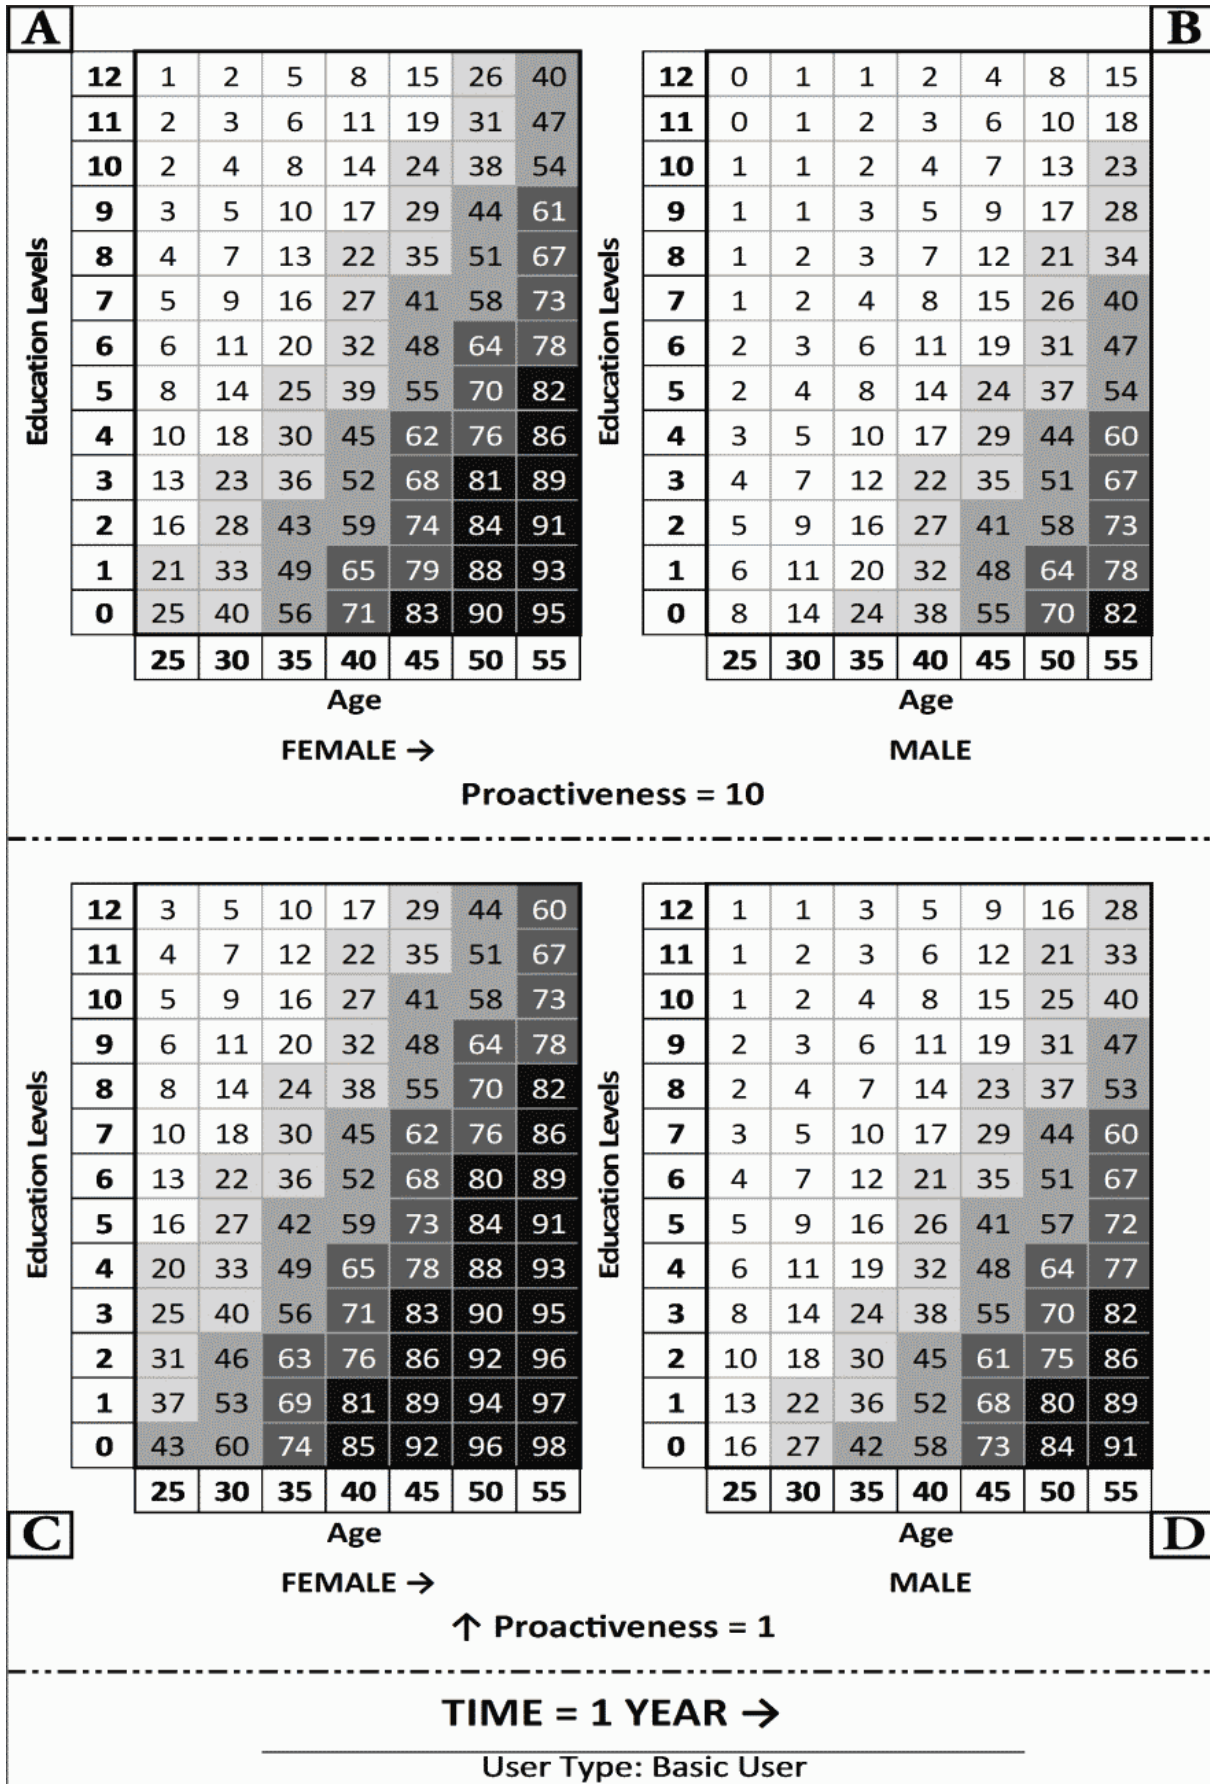 A B
12 1 2 5 8 15 26 40 12 0 1 1 2 4 8 15
11 2 3 6 11 19 31 47 11 0 1 2 3 6 10 18
10 2 4 8 14 24 38 54 10 1 1 2 4 7 13 23
9 3 5 10 17 29 44 61 9 1 1 3 5 9 17 28
8 4 7 13 22 35 51 67 8 1 2 3 7 12 21 34
7 5 9 16 27 41 58 73 7 1 2 4 8 15 26 40
6 6 11 20 32 48 64 78 6 2 3 6 11 19 31 47
5 8 14 25 39 55 70 82 5 2 4 8 14 24 37 54
4 10 18 30 45 62 76 86 4 3 5 10 17 29 44 60
3 13 23 36 52 68 81 89 3 4 7 12 22 35 51 67
2 16 28 43 59 74 84 91 2 5 9 16 27 41 58 73
1 21 33 49 65 79 88 93 1 6 11 20 32 48 64 78
0 25 40 56 71 83 90 95 0 8 14 24 38 55 70 82
25 30 35 40 45 50 55 25 30 35 40 45 50 55
Education Levels Education Levels
Age Age
FEMALE → MALE
Proactiveness = 10
12 3 5 10 17 29 44 60 12 1 1 3 5 9 16 28
11 4 7 12 22 35 51 67 11 1 2 3 6 12 21 33
10 5 9 16 27 41 58 73 10 1 2 4 8 15 25 40
9 6 11 20 32 48 64 78 9 2 3 6 11 19 31 47
8 8 14 24 38 55 70 82 8 2 4 7 14 23 37 53
7 10 18 30 45 62 76 86 7 3 5 10 17 29 44 60
6 13 22 36 52 68 80 89 6 4 7 12 21 35 51 67
5 16 27 42 59 73 84 91 5 5 9 16 26 41 57 72
4 20 33 49 65 78 88 93 4 6 11 19 32 48 64 77
3 25 40 56 71 83 90 95 3 8 14 24 38 55 70 82
2 31 46 63 76 86 92 96 2 10 18 30 45 61 75 86
1 37 53 69 81 89 94 97 1 13 22 36 52 68 80 89
0 43 60 74 85 92 96 98 0 16 27 42 58 73 84 91
25 30 35 40 45 50 55 25 30 35 40 45 50 55
Education Levels Education Levels
C Age Age D
FEMALE → MALE
↑ Proactiveness = 1
TIME = 1 YEAR →
User Type: Basic User